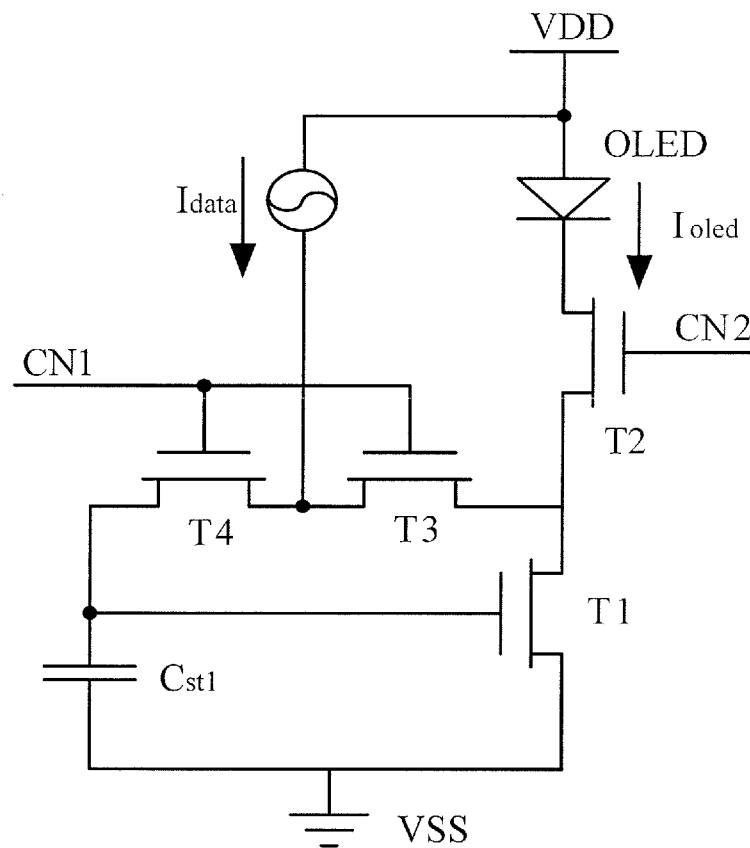 VDD
OLED
Idata
Ioled
CN1
CN2
T2
T4
T3
T1
Cst1
VSS